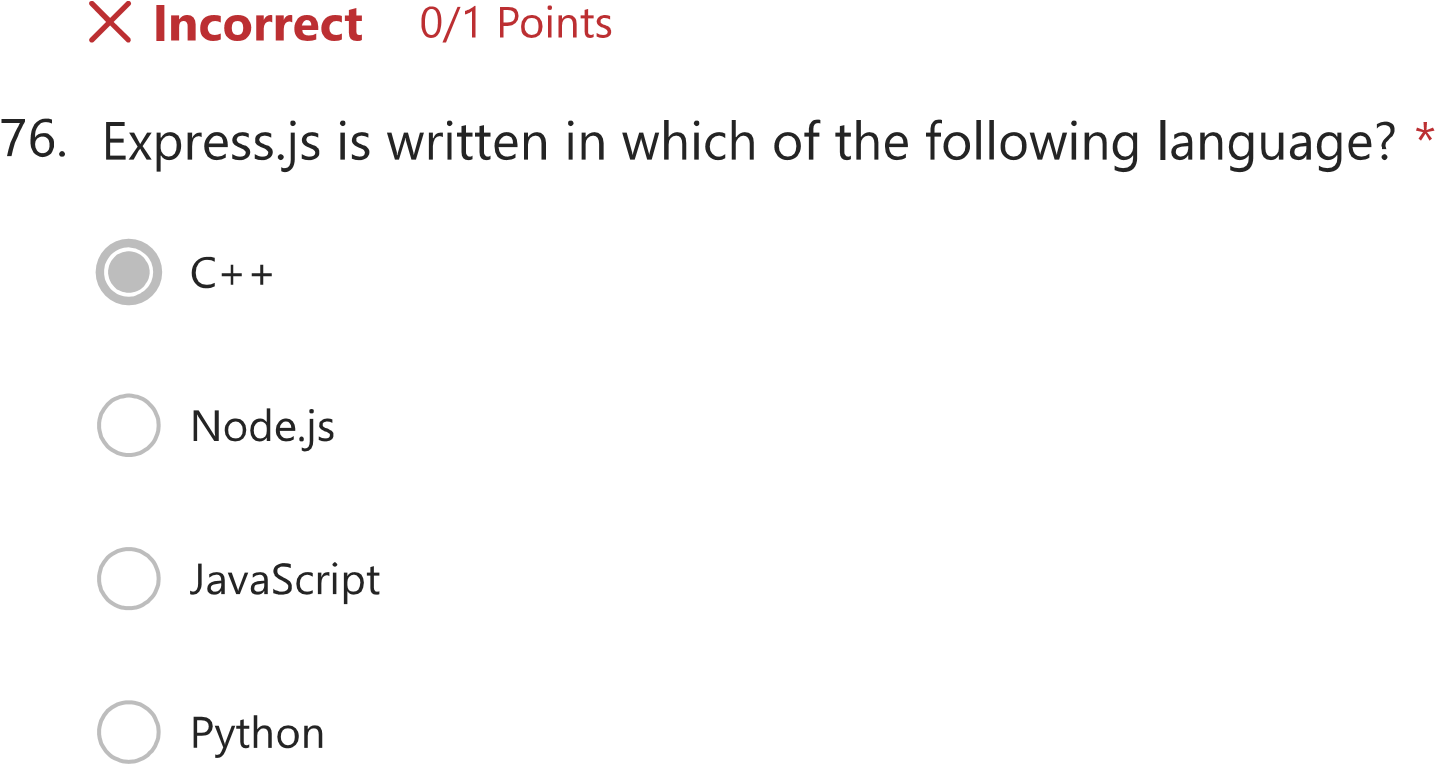 Incorrect 0/1 Points
76. Express.js is written in which of the following language? *
C++
Node.js
JavaScript
Python